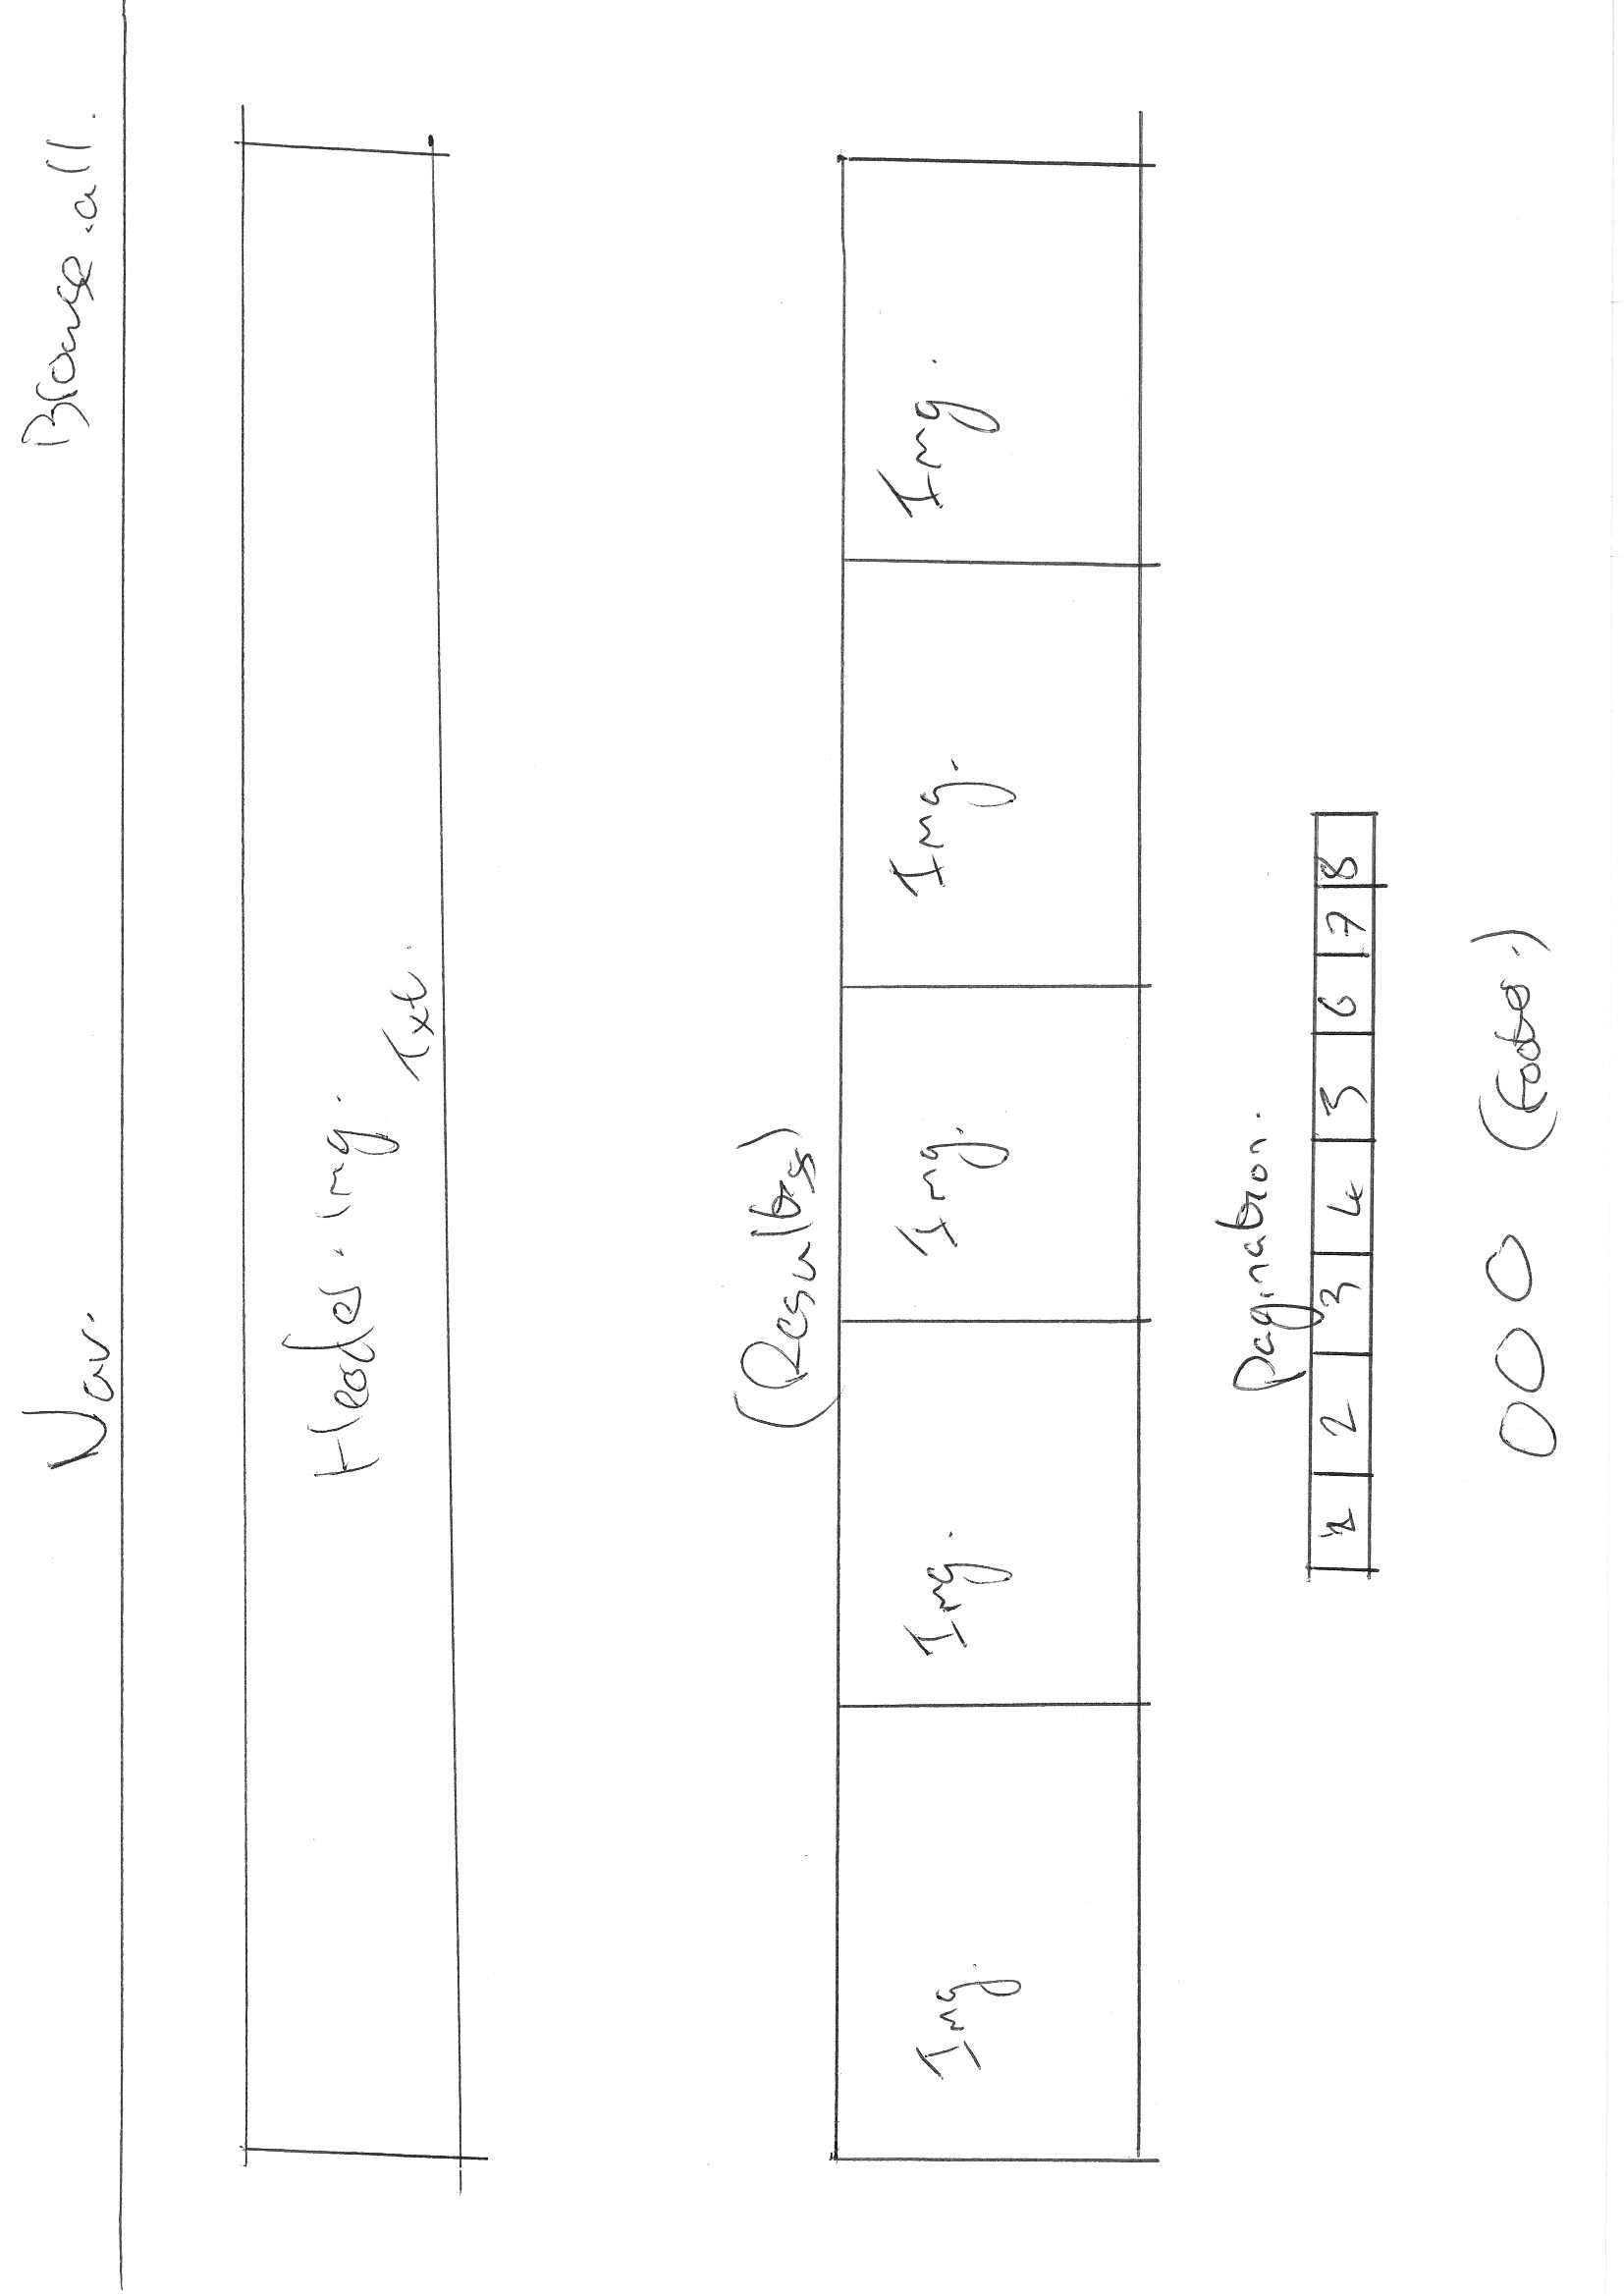 Nav. Browse.all.
Header.img.
Txt.
(Results)
Img. Img. Img. Img. Img.
Pagination.
1 2 3 4 5 6 7 8
(Footer.)